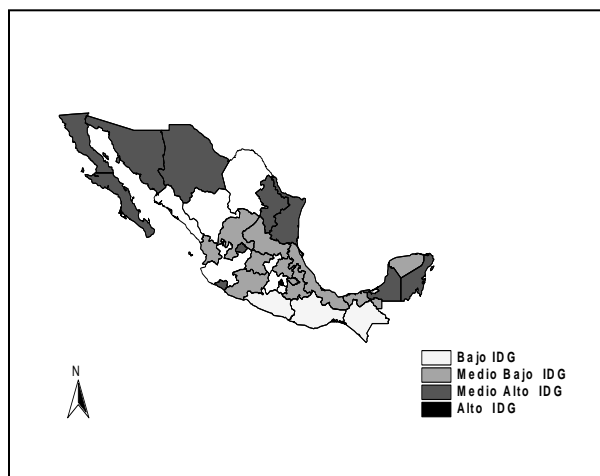 N
Bajo IDG
Medio Bajo IDG
Medio Alto IDG
Alto IDG